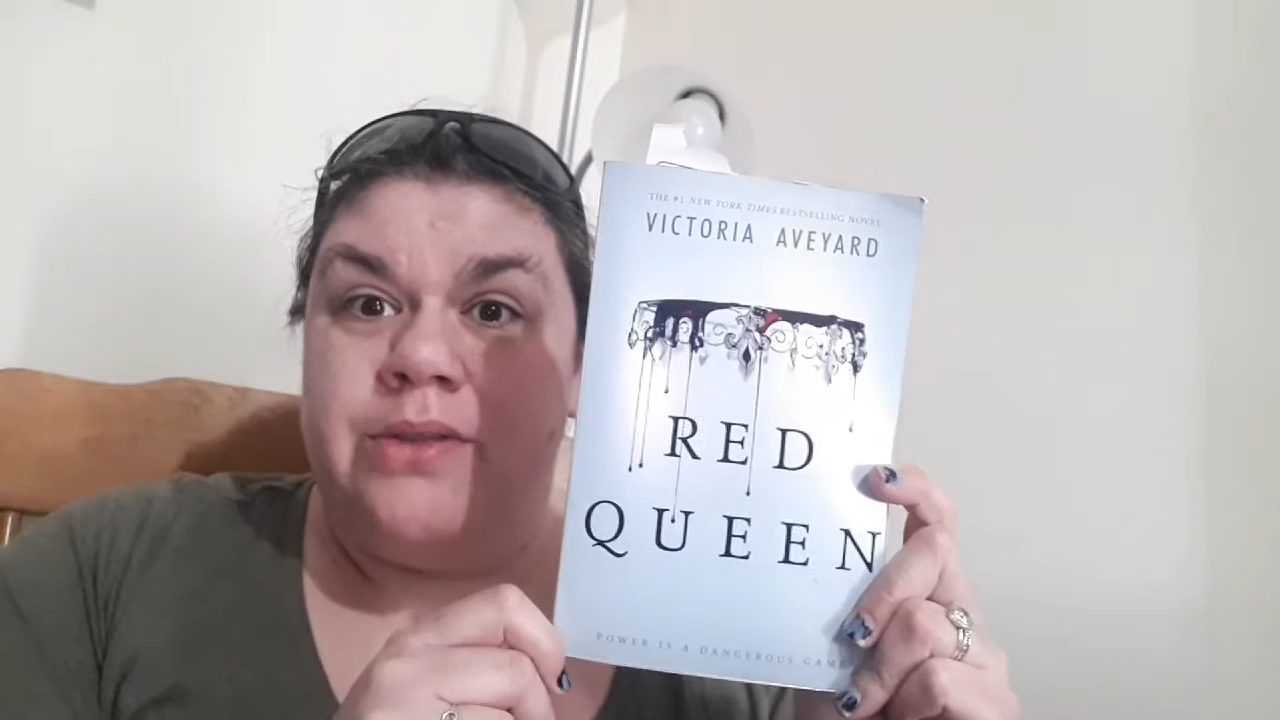 THE #1 NEW YORK TIMES BESTSELLING NOVEL
VICTORIA AVEYARD
RED
QUEEN
POWER IS A DANGEROUS GAME